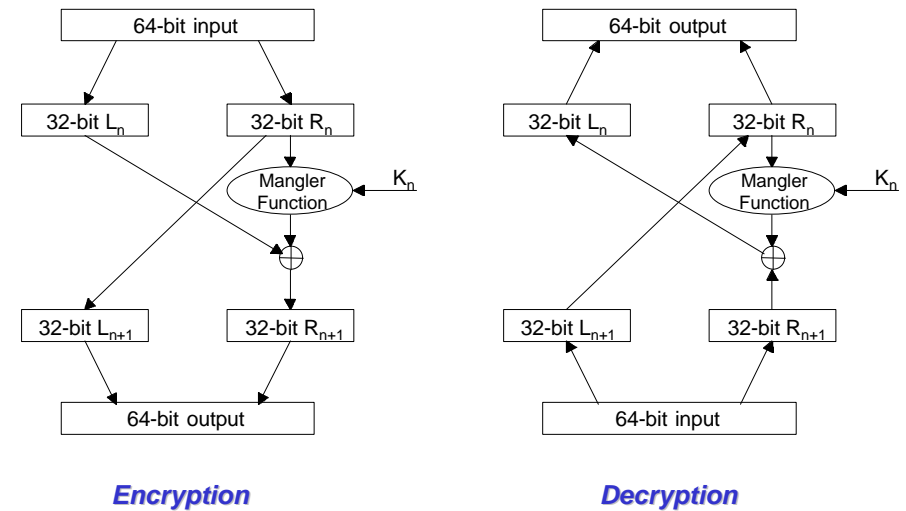 64-bit input
32-bit Lₙ
32-bit Rₙ
Mangler
Function
Kₙ
32-bit Lₙ₊₁
32-bit Rₙ₊₁
64-bit output
Encryption
64-bit output
32-bit Lₙ
32-bit Rₙ
Mangler
Function
Kₙ
32-bit Lₙ₊₁
32-bit Rₙ₊₁
64-bit input
Decryption